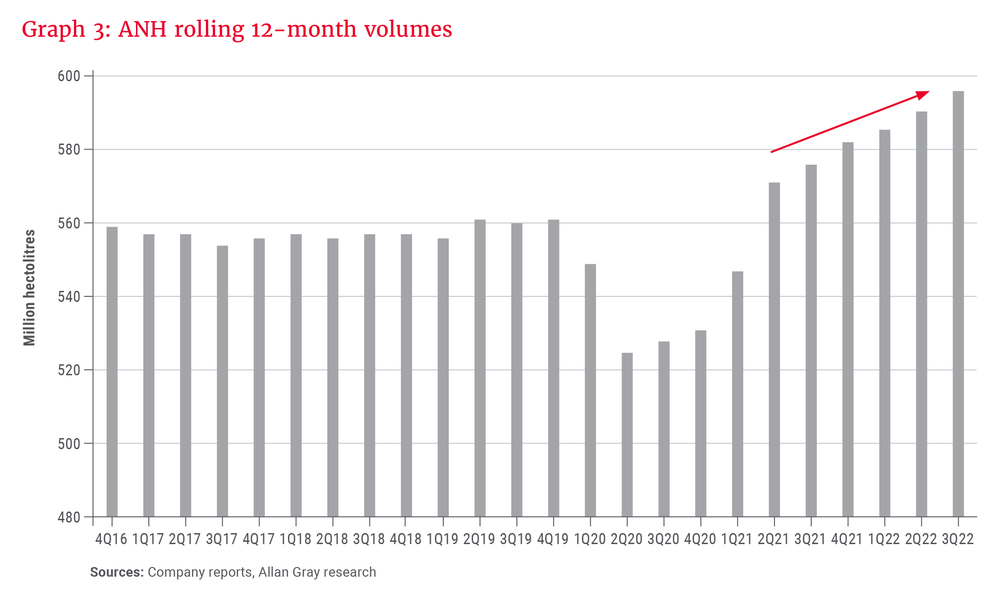 Graph 3: ANH rolling 12-month volumes
600
580
560
540
520
500
480
Million hectolitres
4Q16 1Q17 2Q17 3Q17 4Q17 1Q18 2Q18 3Q18 4Q18 1Q19 2Q19 3Q19 4Q19 1Q20 2Q20 3Q20 4Q20 1Q21 2Q21 3Q21 4Q21 1Q22 2Q22 3Q22
Sources: Company reports, Allan Gray research